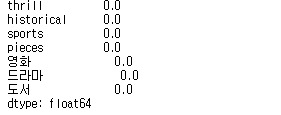 thrill 0.0
historical 0.0
sports 0.0
pieces 0.0
영화 0.0
드라마 0.0
도서 0.0
dtype: float64